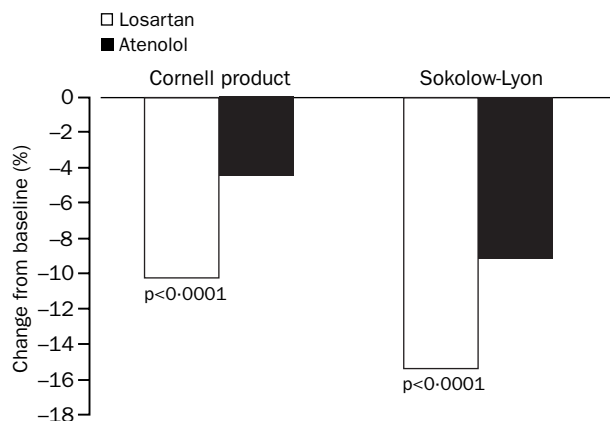 Losartan
Atenolol
Cornell product
Sokolow-Lyon
Change from baseline (%)
0
–2
–4
–6
–8
–10
–12
–14
–16
–18
p<0·0001
p<0·0001